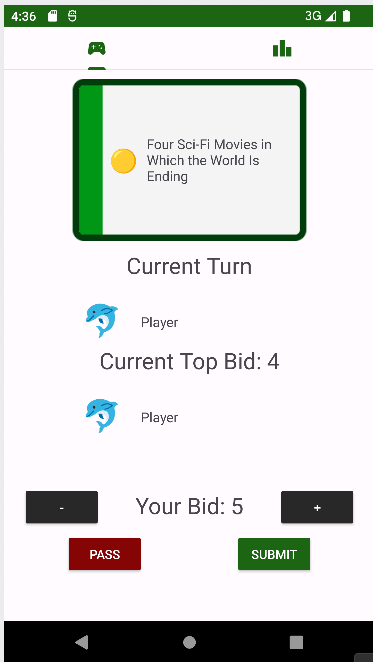 4:36
3G
Four Sci-Fi Movies in
Which the World Is
Ending
Current Turn
Player
Current Top Bid: 4
Player
-
Your Bid: 5
+
PASS
SUBMIT